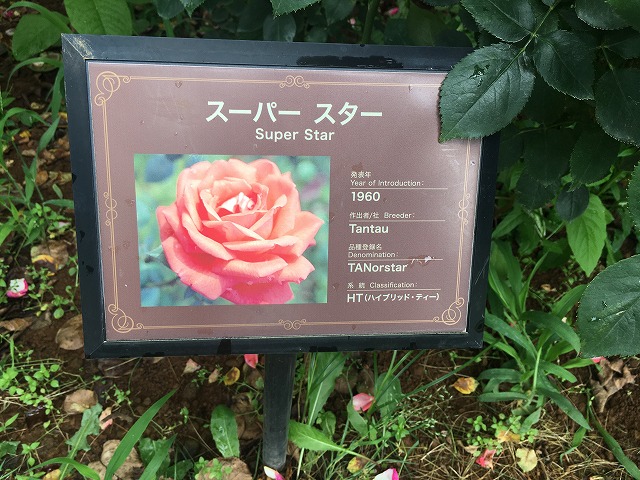 スーパー スター
Super Star
発表年
Year of Introduction:
1960
作出者/社 Breeder:
Tantau
品種登録名
Denomination:
TANorstar
系 統 Classification:
HT(ハイブリッド・ティー)